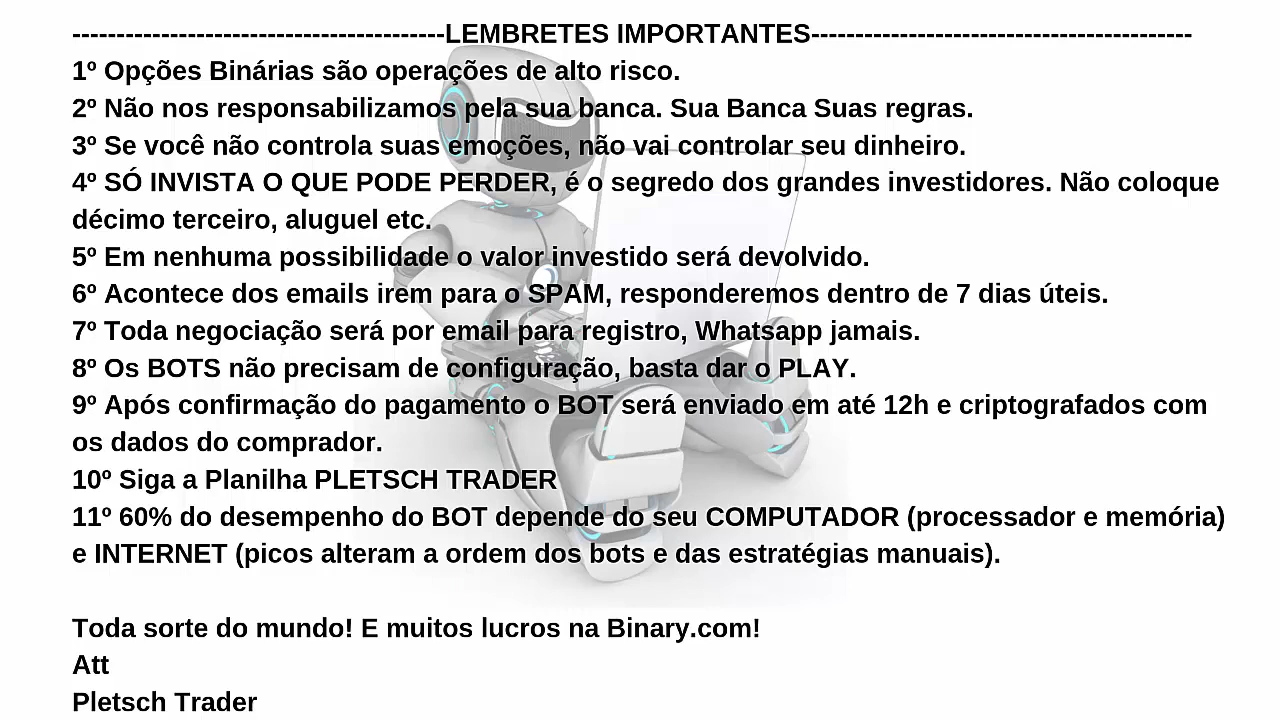 ------------------------------------------LEMBRETES IMPORTANTES-------------------------------------------
1º Opções Binárias são operações de alto risco.
2º Não nos responsabilizamos pela sua banca. Sua Banca Suas regras.
3º Se você não controla suas emoções, não vai controlar seu dinheiro.
4º SÓ INVISTA O QUE PODE PERDER, é o segredo dos grandes investidores. Não coloque
décimo terceiro, aluguel etc.
5º Em nenhuma possibilidade o valor investido será devolvido.
6º Acontece dos emails irem para o SPAM, responderemos dentro de 7 dias úteis.
7º Toda negociação será por email para registro, Whatsapp jamais.
8º Os BOTS não precisam de configuração, basta dar o PLAY.
9º Após confirmação do pagamento o BOT será enviado em até 12h e criptografados com
os dados do comprador.
10º Siga a Planilha PLETSCH TRADER
11º 60% do desempenho do BOT depende do seu COMPUTADOR (processador e memória)
e INTERNET (picos alteram a ordem dos bots e das estratégias manuais).
Toda sorte do mundo! E muitos lucros na Binary.com!
Att
Pletsch Trader